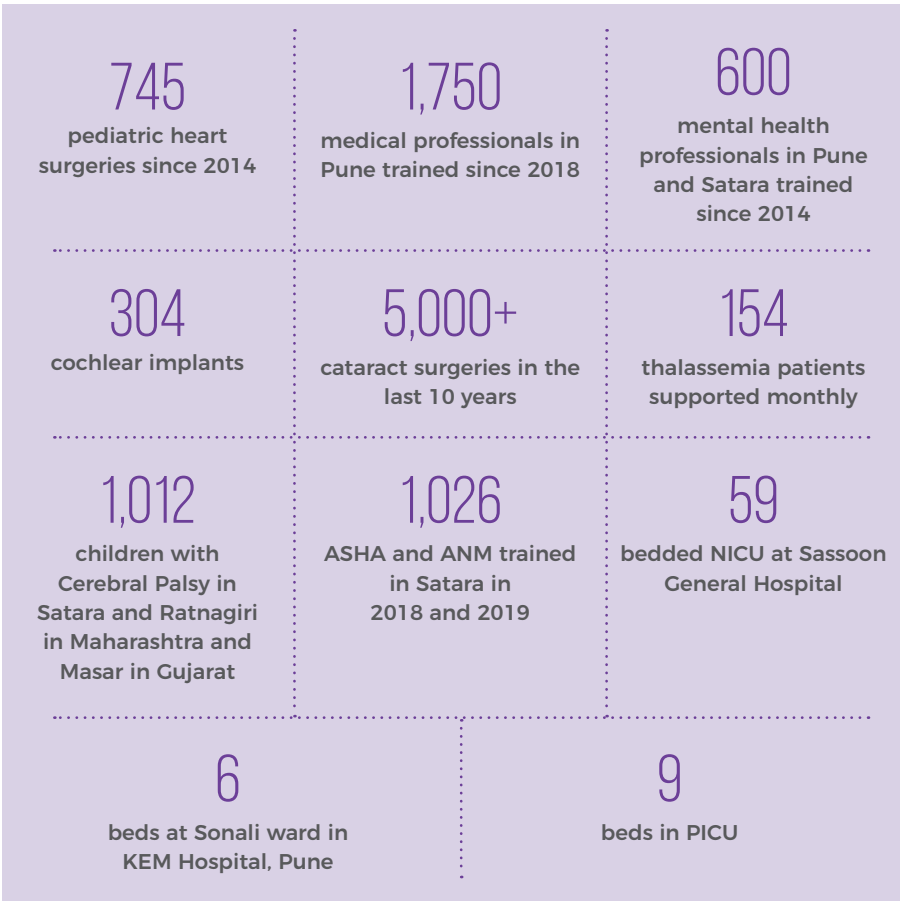 745
pediatric heart
surgeries since 2014
1,750
medical professionals in
Pune trained since 2018
600
mental health
professionals in Pune
and Satara trained
since 2014
304
cochlear implants
5,000+
cataract surgeries in the
last 10 years
154
thalassemia patients
supported monthly
1,012
children with
Cerebral Palsy in
Satara and Ratnagiri
in Maharashtra and
Masar in Gujarat
1,026
ASHA and ANM trained
in Satara in
2018 and 2019
59
bedded NICU at Sassoon
General Hospital
6
beds at Sonali ward in
KEM Hospital, Pune
9
beds in PICU